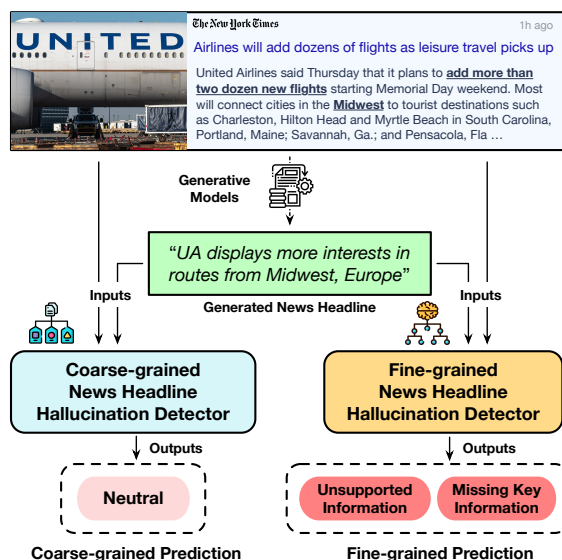 UNITED
The New York Times
1h ago
Airlines will add dozens of flights as leisure travel picks up
United Airlines said Thursday that it plans to add more than
two dozen new flights starting Memorial Day weekend. Most
will connect cities in the Midwest to tourist destinations such
as Charleston, Hilton Head and Myrtle Beach in South Carolina,
Portland, Maine; Savannah, Ga.; and Pensacola, Fla ...
Generative
Models
“UA displays more interests in
routes from Midwest, Europe”
Inputs
Generated News Headline
Inputs
Coarse-grained
News Headline
Hallucination Detector
Fine-grained
News Headline
Hallucination Detector
Outputs
Outputs
Neutral
Unsupported
Information
Missing Key
Information
Coarse-grained Prediction
Fine-grained Prediction